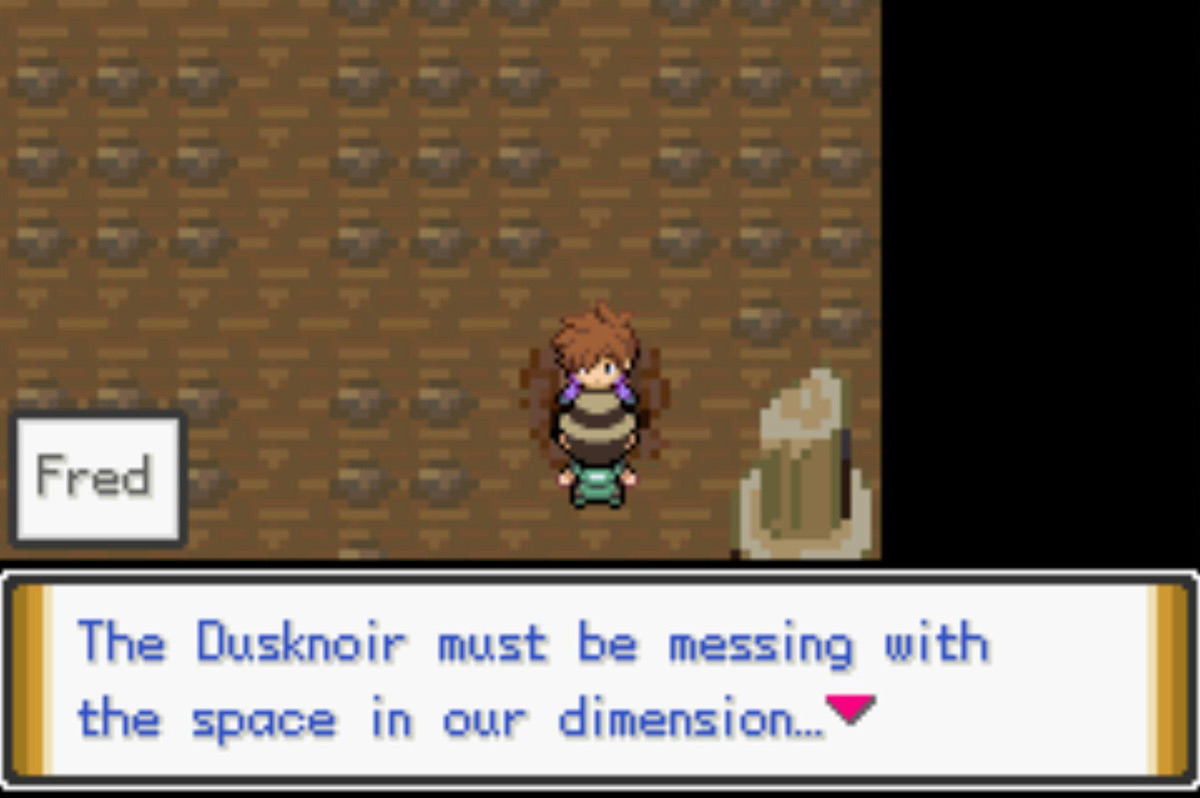 Fred
The Dusknoir must be messing with
the space in our dimension...